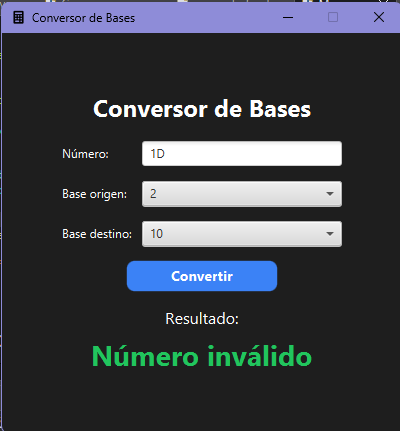 Conversor de Bases
Conversor de Bases
Número: 1D
Base origen: 2
Base destino: 10
Convertir
Resultado:
Número inválido